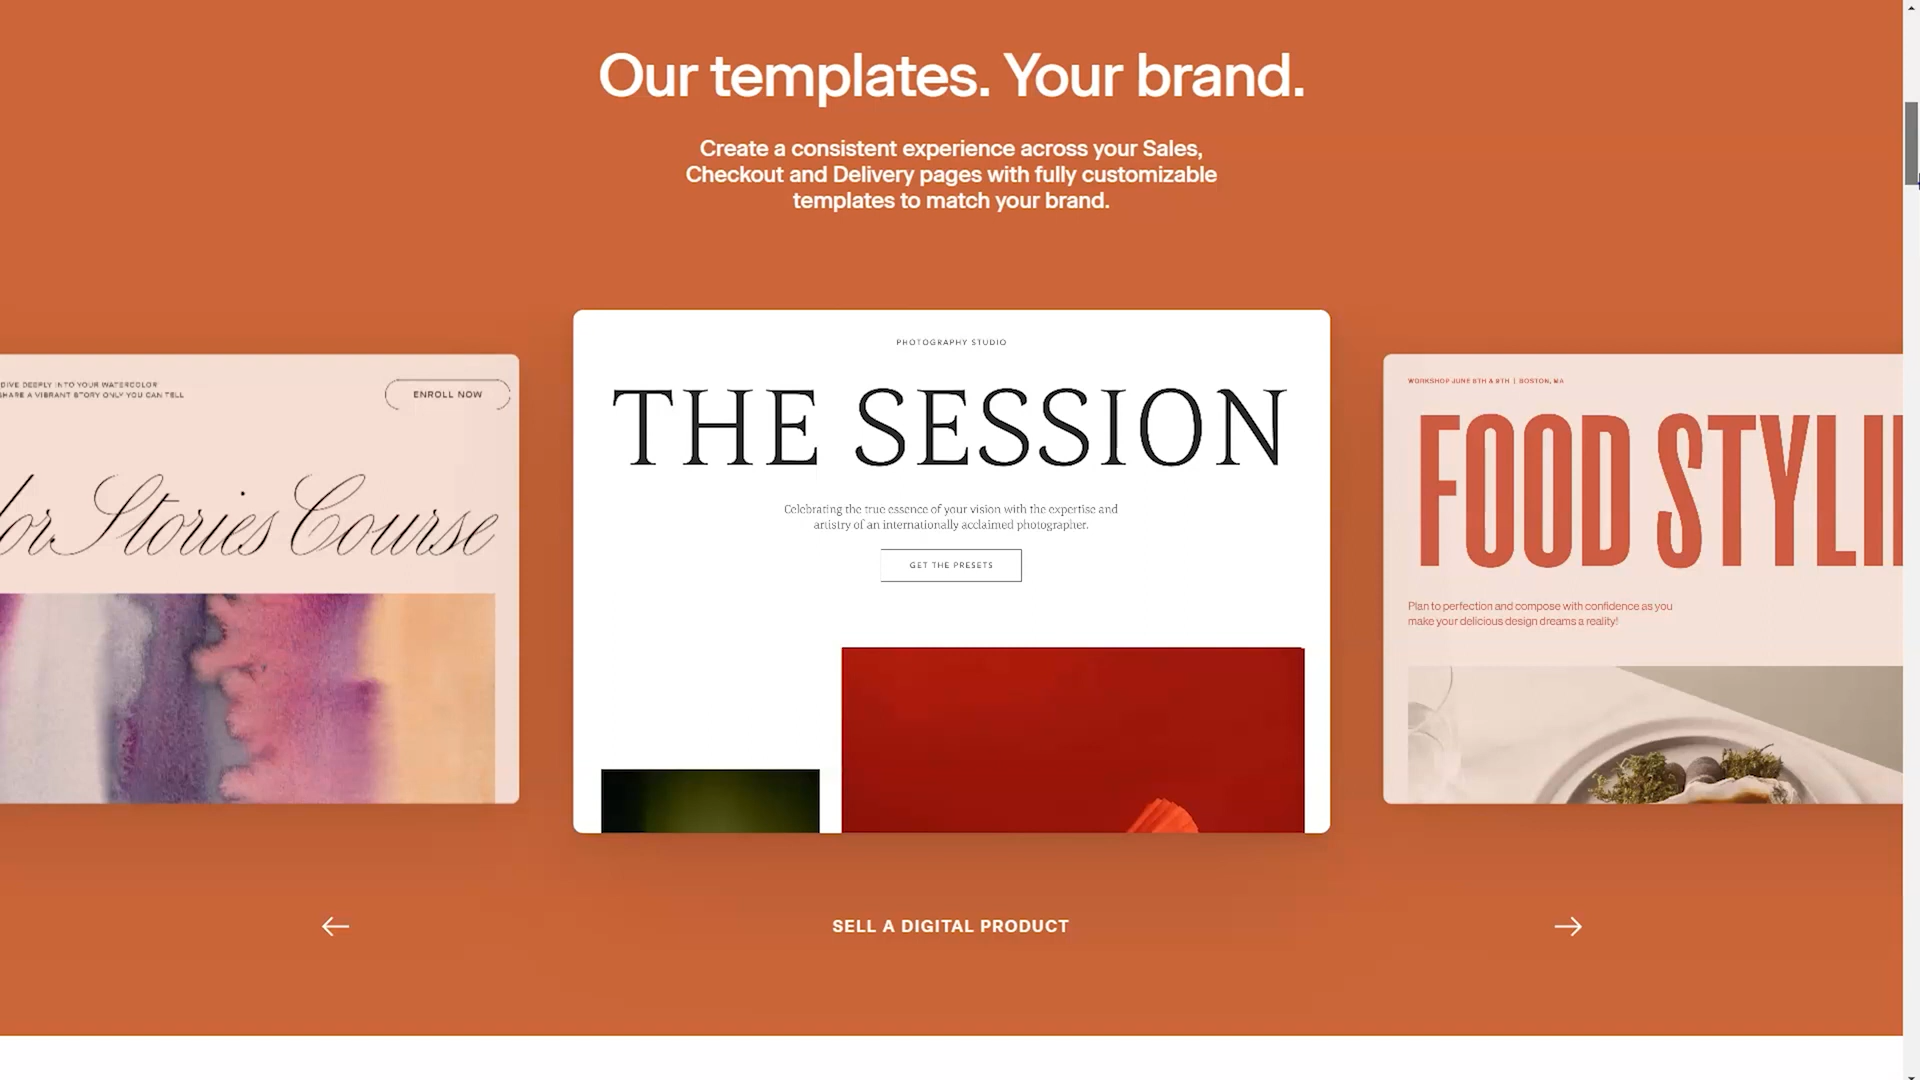 Our templates. Your brand.
Create a consistent experience across your Sales,
Checkout and Delivery pages with fully customizable
templates to match your brand.
DIVE DEEPLY INTO YOUR WATERCOLOR
SHARE A VIBRANT STORY ONLY YOU CAN TELL
ENROLL NOW
Stories Course
PHOTOGRAPHY STUDIO
THE SESSION
Celebrating the true essence of your vision with the expertise and
artistry of an internationally acclaimed photographer.
GET THE PRESETS
WORKSHOP JUNE 8TH & 9TH | BOSTON, MA
FOOD STYLI
Plan to perfection and compose with confidence as you
make your delicious design dreams a reality!
SELL A DIGITAL PRODUCT